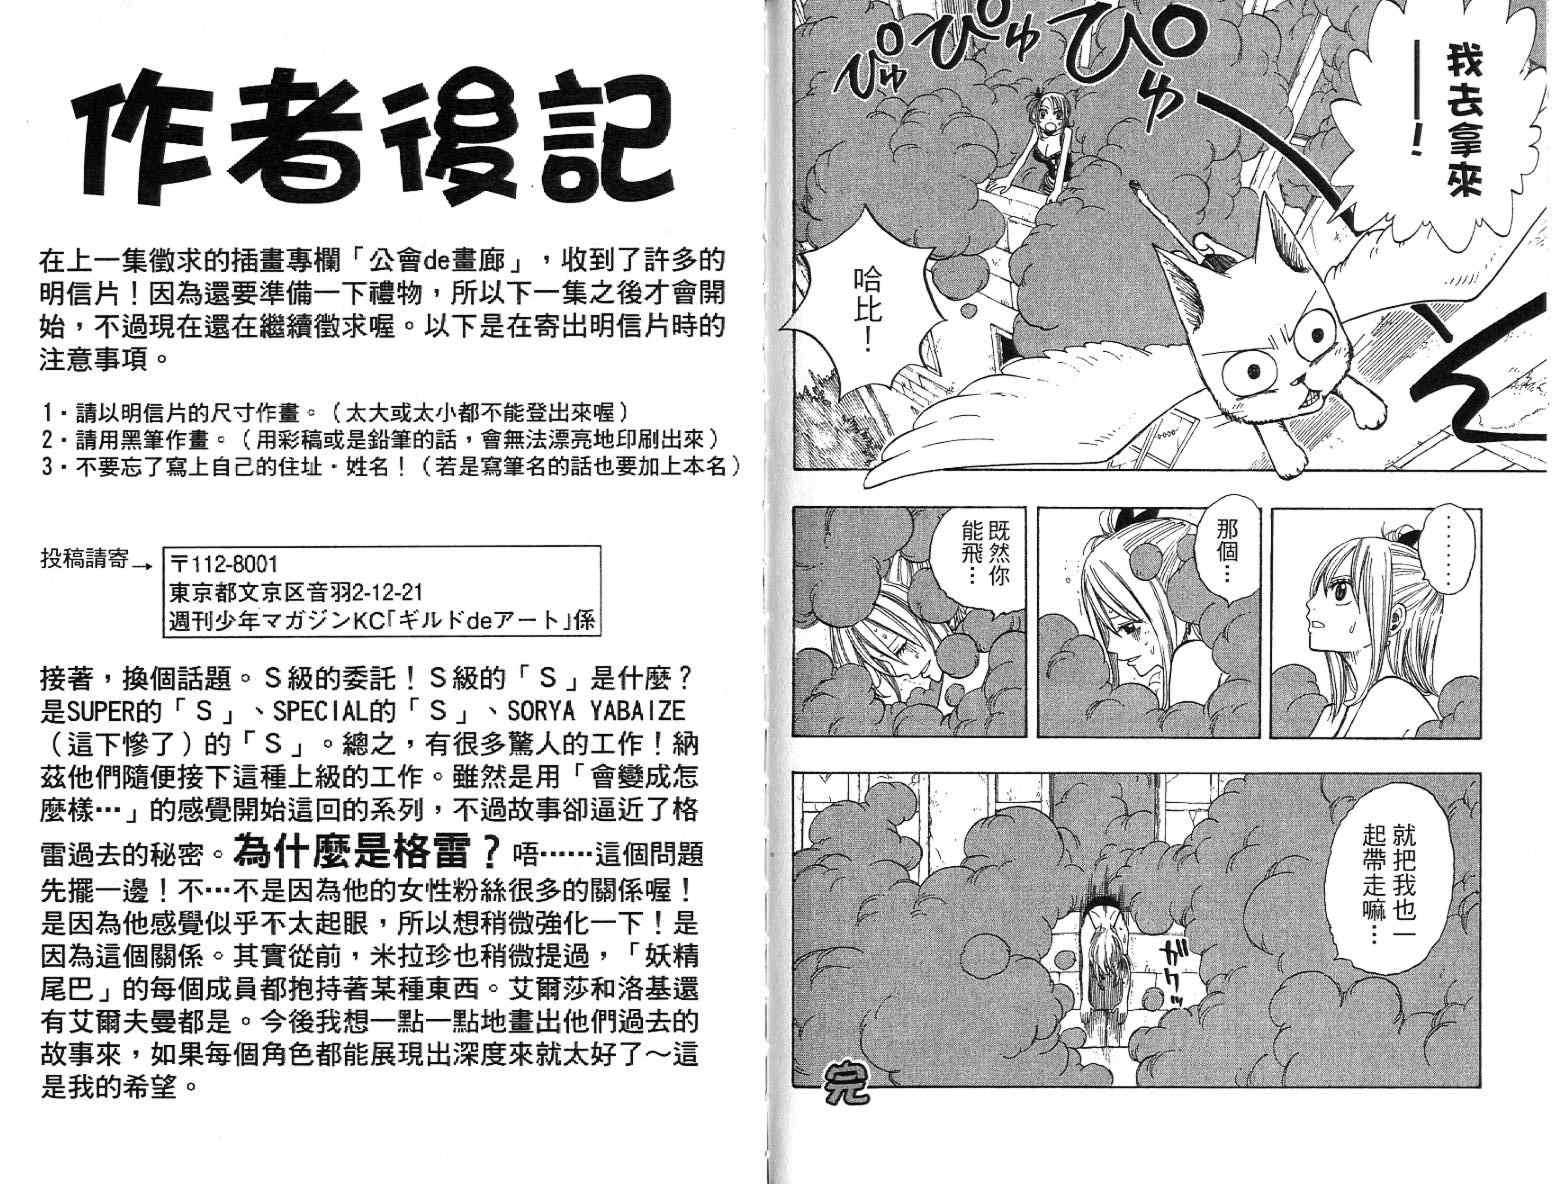 我去拿來
——！
ぴゅ
ぴゅ
ぴゅ
哈比！
………
那個…
既然你
能飛…
就把我也一
起帶走嘛…
ガクッ
完
作者後記
在上一集徵求的插畫專欄「公會de畫廊」，收到了許多的
明信片！因為還要準備一下禮物，所以下一集之後才會開
始，不過現在還在繼續徵求喔。以下是在寄出明信片時的
注意事項。
1・請以明信片的尺寸作畫。（太大或太小都不能登出來喔）
2・請用黑筆作畫。（用彩稿或是鉛筆的話，會無法漂亮地印刷出來）
3・不要忘了寫上自己的住址・姓名！（若是寫筆名的話也要加上本名）
投稿請寄→
〒112-8001
東京都文京区音羽2-12-21
週刊少年マガジンKC「ギルドdeアート」係
接著，換個話題。Ｓ級的委託！Ｓ級的「Ｓ」是什麼？
是SUPER的「Ｓ」、SPECIAL的「Ｓ」、SORYA YABAIZE
（這下慘了）的「Ｓ」。總之，有很多驚人的工作！納
茲他們隨便接下這種上級的工作。雖然是用「會變成怎
麼樣…」的感覺開始這回的系列，不過故事卻逼近了格
雷過去的秘密。為什麼是格雷？唔……這個問題
先擺一邊！不…不是因為他的女性粉絲很多的關係喔！
是因為他感覺似乎不太起眼，所以想稍微強化一下！是
因為這個關係。其實從前，米拉珍也稍微提過，「妖精
尾巴」的每個成員都抱持著某種東西。艾爾莎和洛基還
有艾爾夫曼都是。今後我想一點一點地畫出他們過去的
故事來，如果每個角色都能展現出深度來就太好了～這
是我的希望。